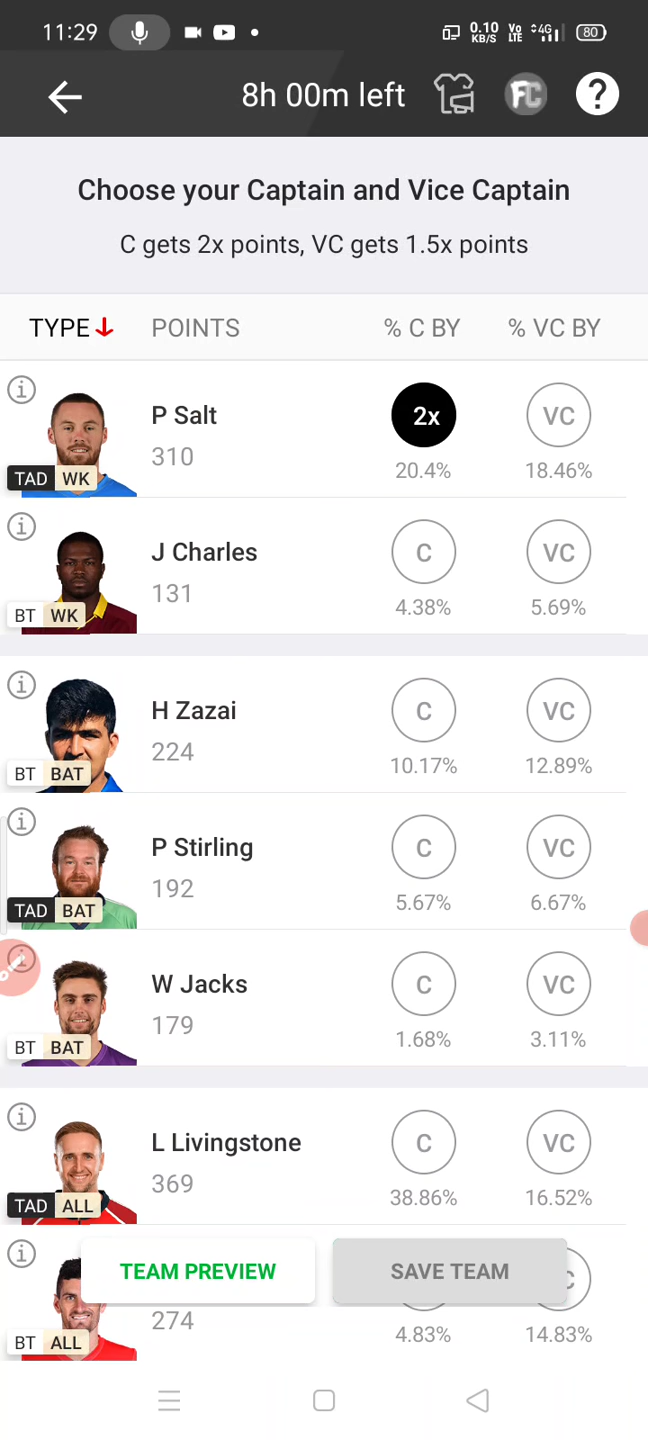 11:29
0.10 KB/S Vo LTE 4G 80
8h 00m left FC ?
Choose your Captain and Vice Captain
C gets 2x points, VC gets 1.5x points
TYPE POINTS % C BY % VC BY
P Salt 2x VC
310 20.4% 18.46%
TAD WK
J Charles C VC
131 4.38% 5.69%
BT WK
H Zazai C VC
224 10.17% 12.89%
BT BAT
P Stirling C VC
192 5.67% 6.67%
TAD BAT
W Jacks C VC
179 1.68% 3.11%
BT BAT
L Livingstone C VC
369 38.86% 16.52%
TAD ALL
TEAM PREVIEW SAVE TEAM C
274 4.83% 14.83%
BT ALL